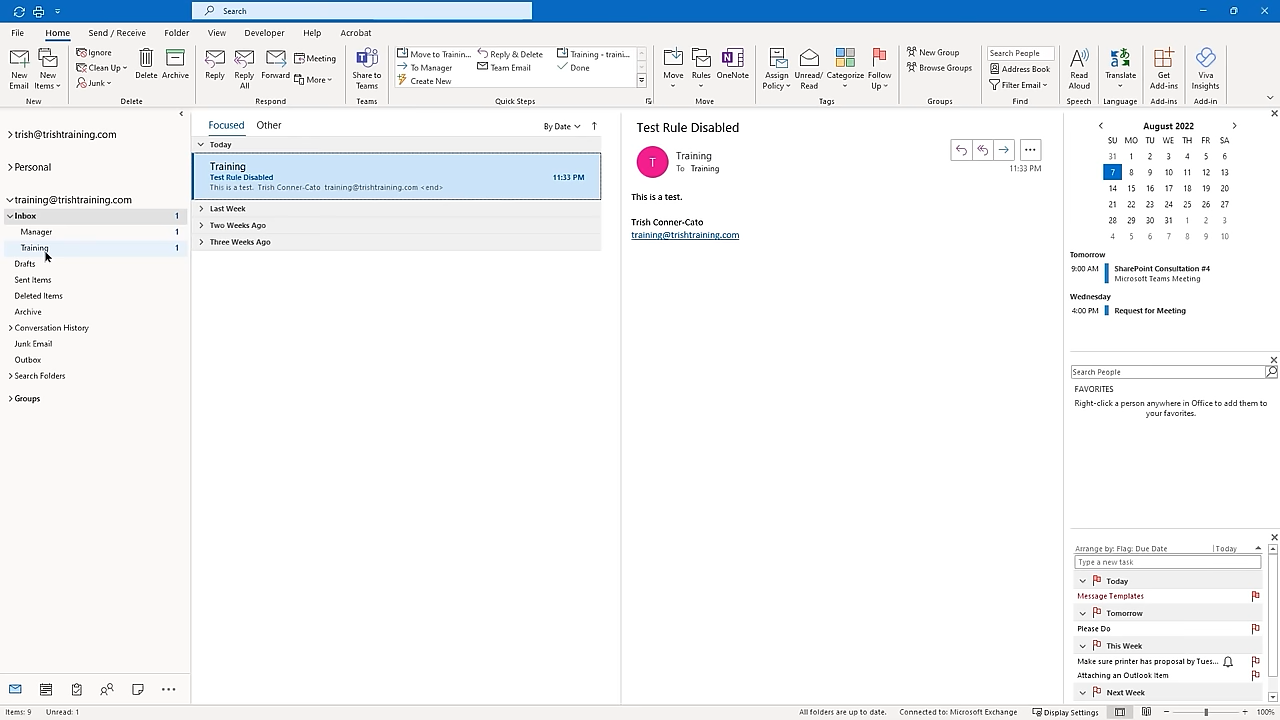 Search
File Home Send / Receive Folder View Developer Help Acrobat
New Email
New Items
New
Ignore
Clean Up
Junk
Delete
Archive
Delete
Reply
Reply All
Forward
Meeting
More
Respond
Share to Teams
Teams
Move to Trainin...
To Manager
Create New
Reply & Delete
Team Email
Training - traini...
Done
Quick Steps
Move
Rules
OneNote
Move
Assign Policy
Unread/ Read
Categorize
Follow Up
Tags
New Group
Browse Groups
Groups
Search People
Address Book
Filter Email
Find
Read Aloud
Speech
Translate
Language
Get Add-ins
Add-ins
Viva Insights
Add-in
trish@trishtraining.com
Personal
training@trishtraining.com
Inbox 1
Manager 1
Training 1
Drafts
Sent Items
Deleted Items
Archive
Conversation History
Junk Email
Outbox
Search Folders
Groups
Focused Other By Date
Today
Training
Test Rule Disabled 11:33 PM
This is a test. Trish Conner-Cato training@trishtraining.com <end>
Last Week
Two Weeks Ago
Three Weeks Ago
Test Rule Disabled
T
Training
To Training
11:33 PM
This is a test.
Trish Conner-Cato
training@trishtraining.com
August 2022
SU MO TU WE TH FR SA
31 1 2 3 4 5 6
7 8 9 10 11 12 13
14 15 16 17 18 19 20
21 22 23 24 25 26 27
28 29 30 31 1 2 3
4 5 6 7 8 9 10
Tomorrow
9:00 AM SharePoint Consultation #4
Microsoft Teams Meeting
Wednesday
4:00 PM Request for Meeting
Search People
FAVORITES
Right-click a person anywhere in Office to add them to
your favorites.
Arrange by: Flag: Due Date Today
Type a new task
Today
Message Templates
Tomorrow
Please Do
This Week
Make sure printer has proposal by Tues...
Attaching an Outlook Item
Next Week
Items: 9 Unread: 1 All folders are up to date. Connected to: Microsoft Exchange Display Settings 100%